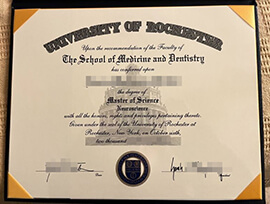 UNIVERSITY OF ROCHESTER
Upon the recommendation of the Faculty of
The School of Medicine and Dentistry
has conferred upon
the degree of
Master of Science
Neuroscience
with all the honors, rights and privileges pertaining thereto.
Given under the seal of the University of Rochester at
Rochester, New York, on October sixth,
two thousand